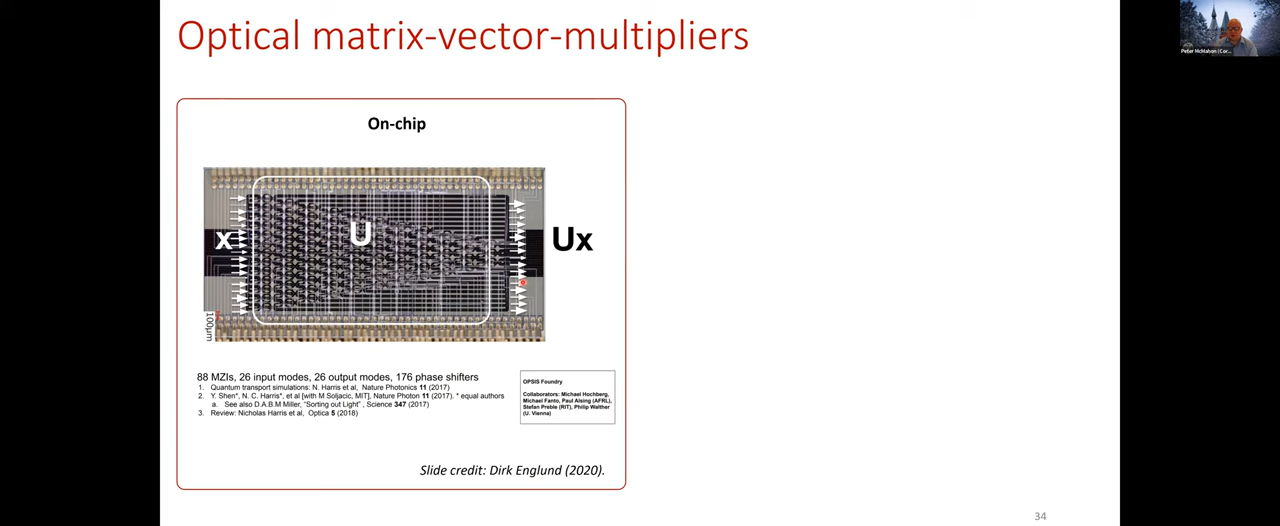 Optical matrix-vector-multipliers
Peter McMahon (Cor...
On-chip
x
U
Ux
100μm
88 MZIs, 26 input modes, 26 output modes, 176 phase shifters
1. Quantum transport simulations: N. Harris et al, Nature Photonics 11 (2017)
2. Y. Shen*, N. C. Harris*, et al [with M Soljacic, MIT], Nature Photon 11 (2017). * equal authors
a. See also D.A.B.M Miller, "Sorting out Light" , Science 347 (2017)
3. Review: Nicholas Harris et al, Optica 5 (2018)
OPSIS Foundry
Collaborators: Michael Hochberg,
Michael Fanto, Paul Alsing (AFRL),
Stefan Preble (RIT), Philip Walther
(U. Vienna)
Slide credit: Dirk Englund (2020).
34